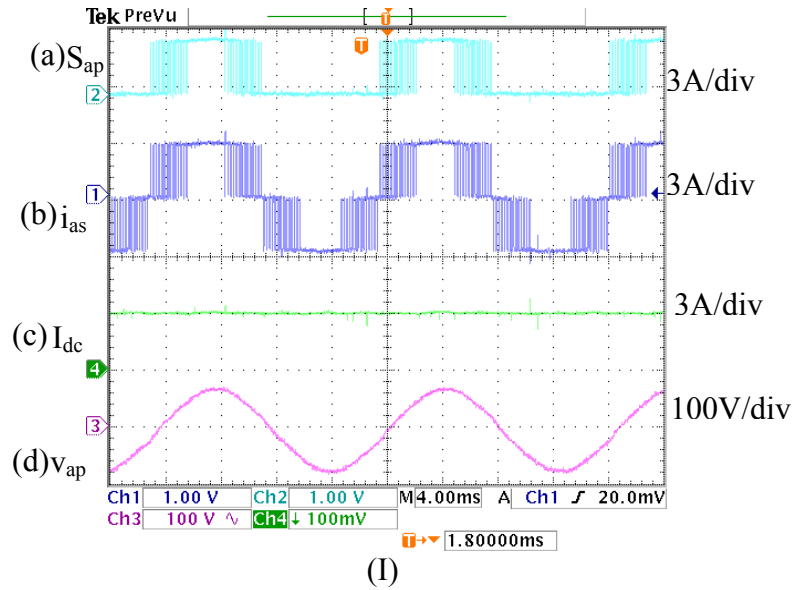 Tek PreVu [ T ]
T
(a) S_ap 3A/div
2
1 3A/div
(b) i_as
3A/div
(c) I_dc
4
100V/div
3
(d) v_ap
Ch1 1.00 V Ch2 1.00 V M 4.00ms A Ch1 ƒ 20.0mV
Ch3 100 V ∿ Ch4 ↓ 100mV
T→▼ 1.80000ms
(I)